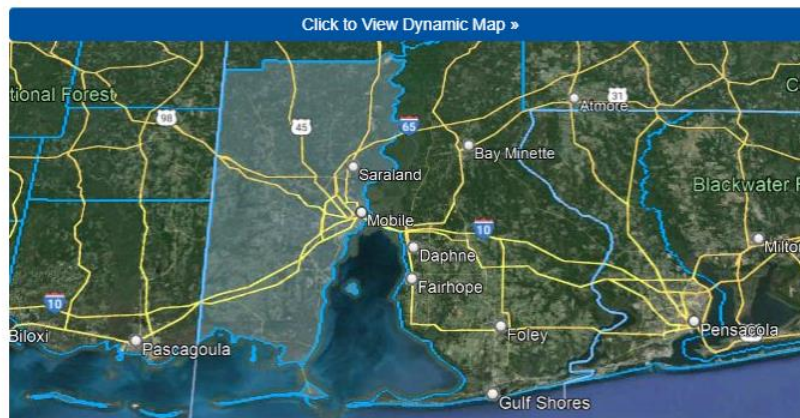 Click to View Dynamic Map »
tional Forest
98
45
65
31
Atmore
C
Bay Minette
Saraland
Blackwater F
Mobile
10
Daphne
Milton
Fairhope
10
Biloxi
Pascagoula
Foley
Pensacola
Gulf Shores